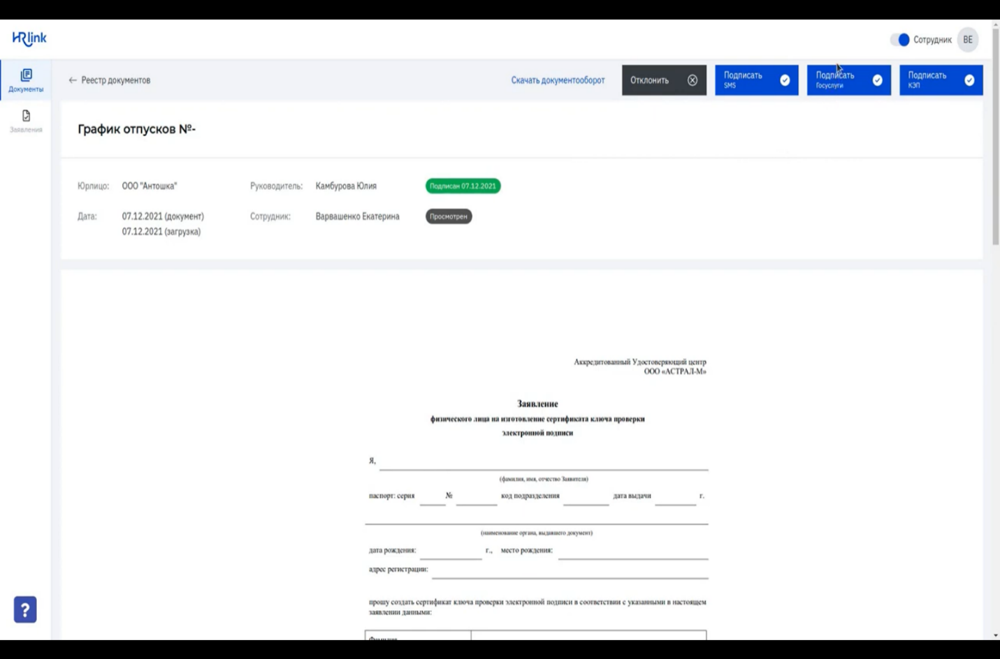 HRlink
Сотрудник
BE
Документы
Заявления
← Реестр документов
Скачать документооборот
Отклонить
Подписать
SMS
Подписать
Госуслуги
Подписать
КЭП
График отпусков №-
Юрлицо: ООО "Антошка"
Руководитель: Камбурова Юлия
Подписан 07.12.2021
Дата: 07.12.2021 (документ)
07.12.2021 (загрузка)
Сотрудник: Варвашенко Екатерина
Просмотрен
Аккредитованный Удостоверяющий центр
ООО «АСТРАЛ-М»
Заявление
физического лица на изготовление сертификата ключа проверки
электронной подписи
Я,
(фамилия, имя, отчество Заявителя)
паспорт: серия № код подразделения дата выдачи г.
(наименование органа, выдавшего документ)
дата рождения: г., место рождения:
адрес регистрации:
прошу создать сертификат ключа проверки электронной подписи в соответствии с указанными в настоящем
заявлении данными:
Фамилия
?